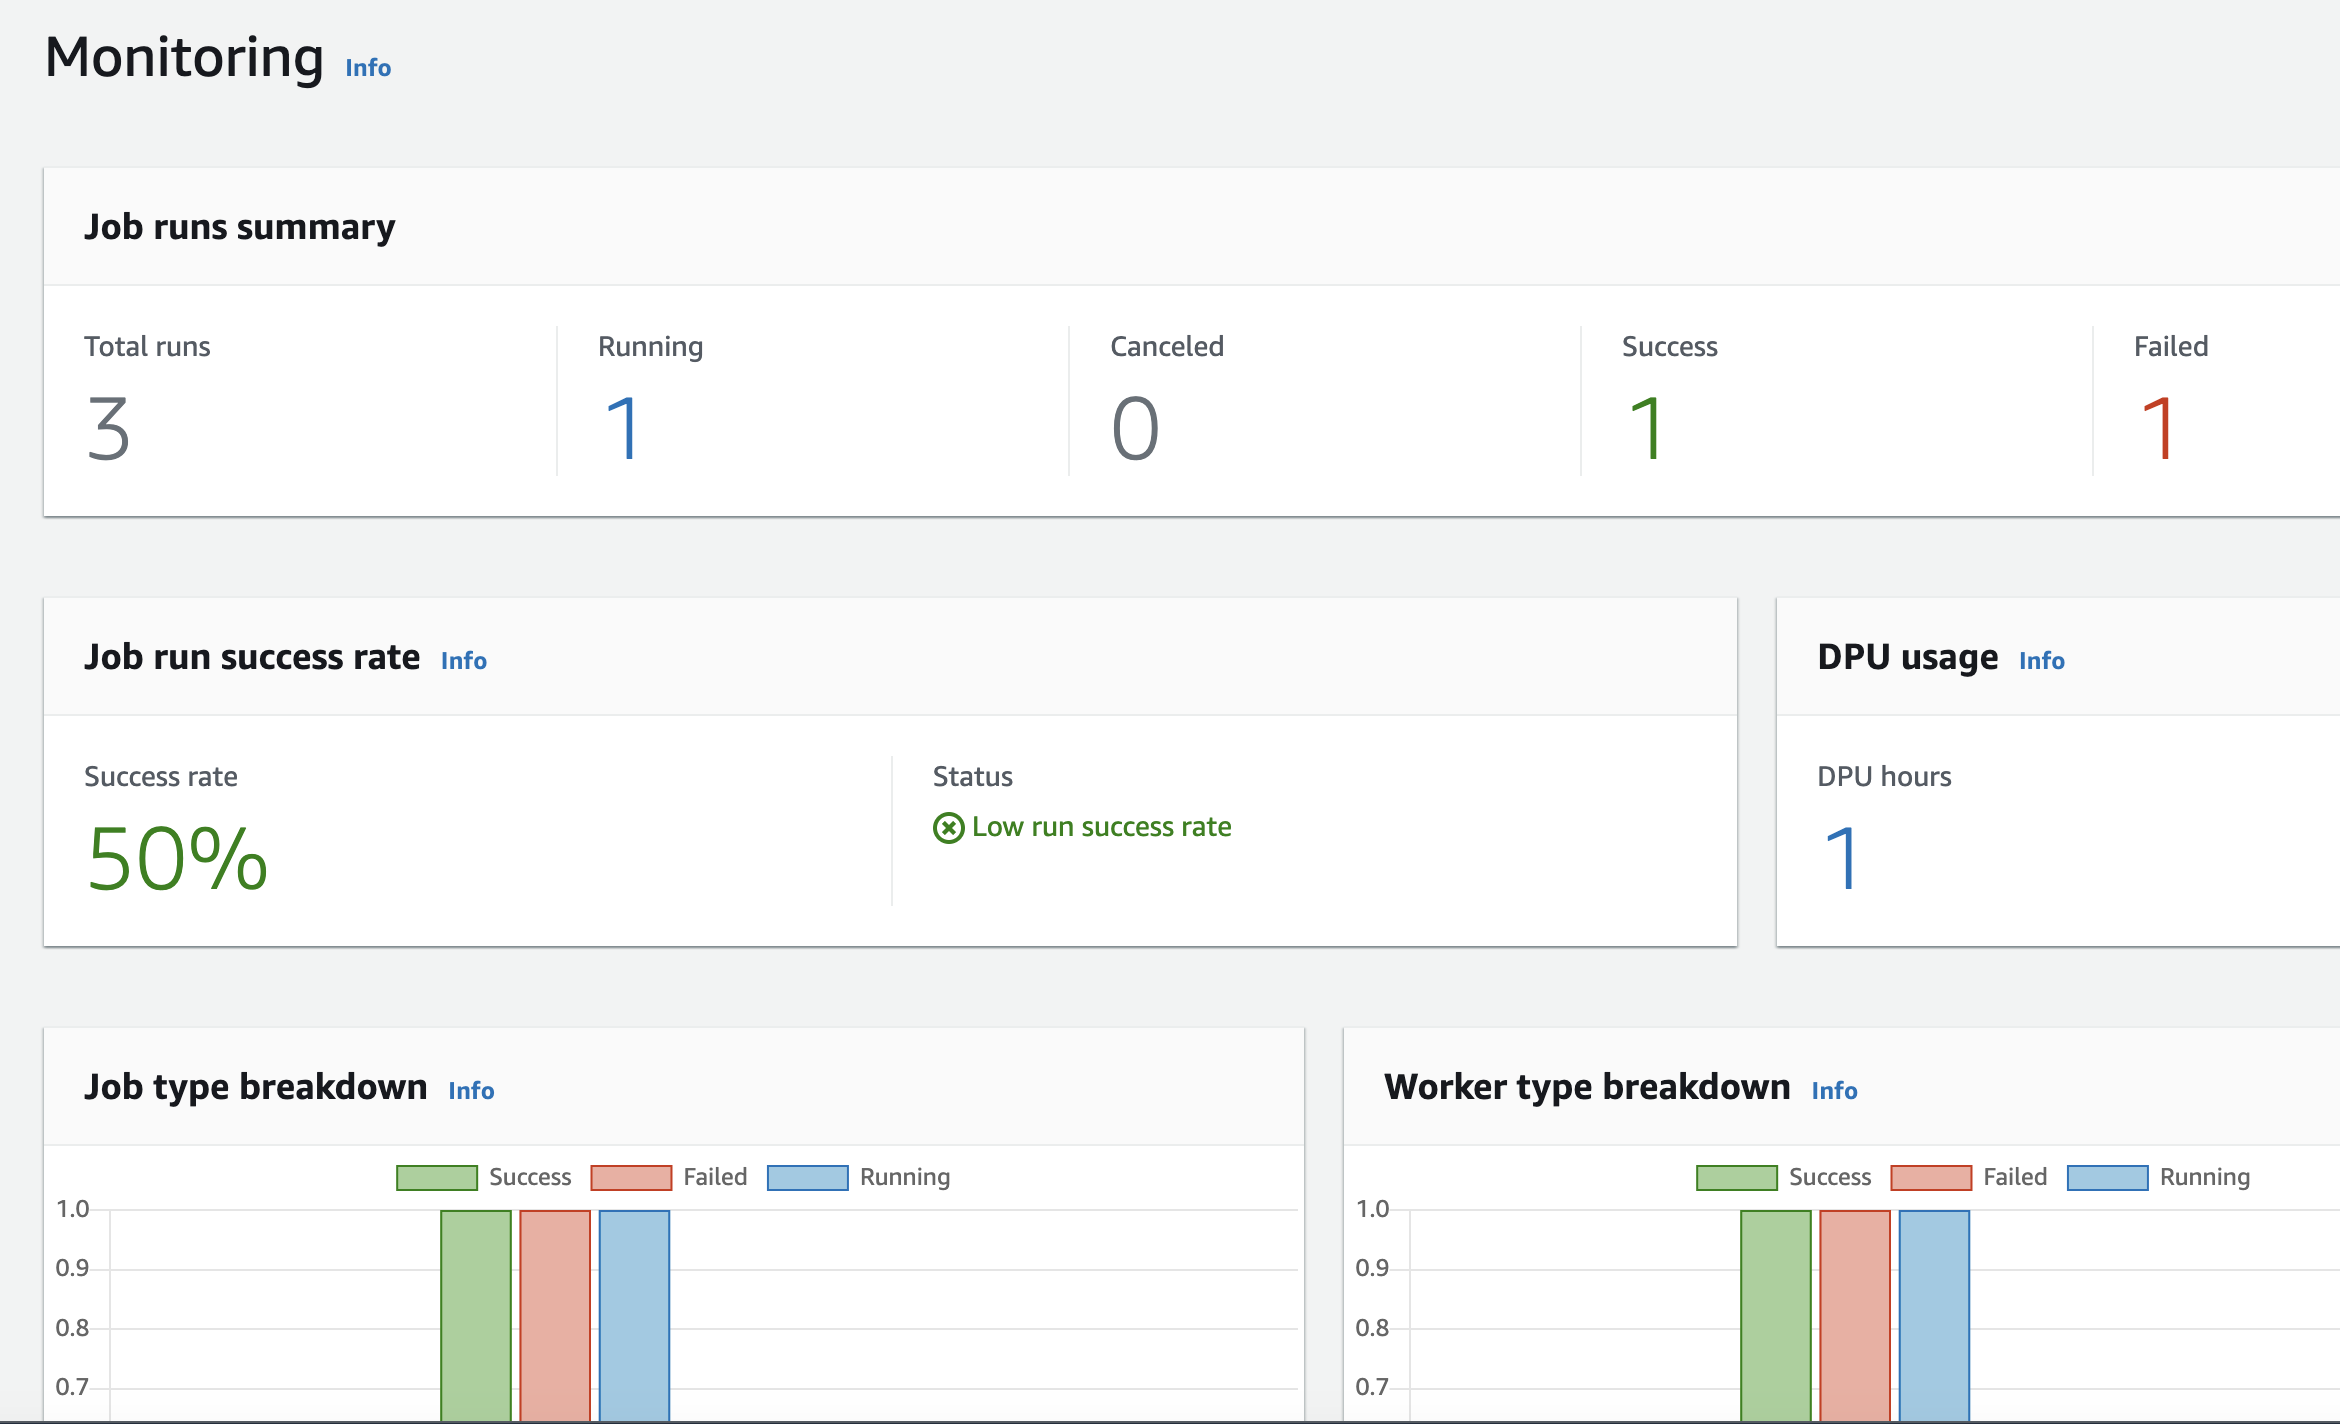 Monitoring Info
Job runs summary
Total runs Running Canceled Success Failed
3 1 0 1 1
Job run success rate Info
Success rate Status
50% Low run success rate
DPU usage Info
DPU hours
1
Job type breakdown Info
Success Failed Running
1.0
0.9
0.8
0.7
Worker type breakdown Info
Success Failed Running
1.0
0.9
0.8
0.7